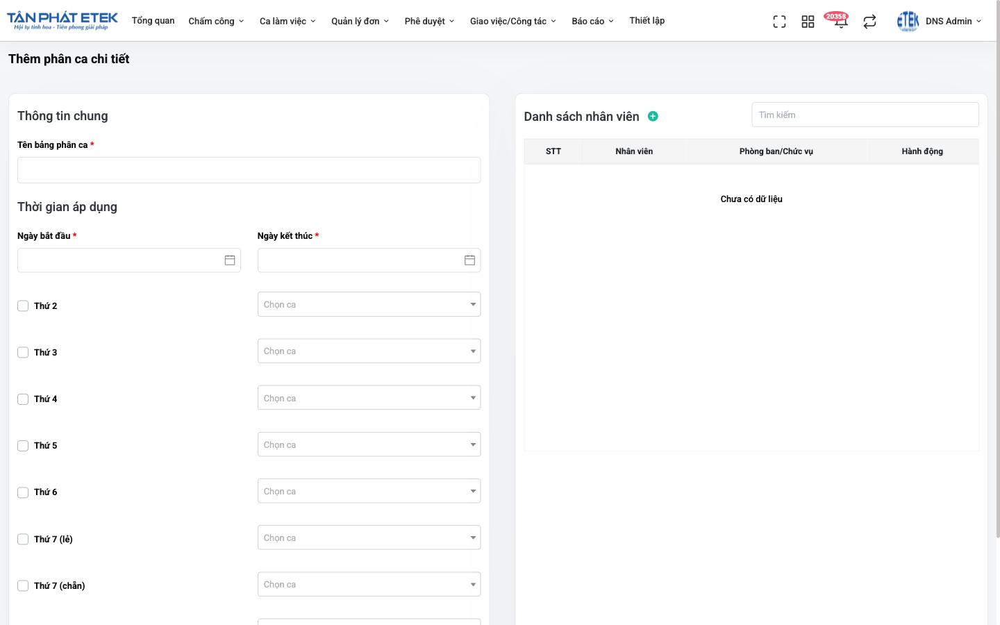 TÂN PHÁT ETEK
Hội tụ tinh hoa - Tiên phong giải pháp
Tổng quan
Chấm công
Ca làm việc
Quản lý đơn
Phê duyệt
Giao việc/Công tác
Báo cáo
Thiết lập
20358
ETEK
DNS Admin
Thêm phân ca chi tiết
Thông tin chung
Tên bảng phân ca *
Thời gian áp dụng
Ngày bắt đầu *
Ngày kết thúc *
Thứ 2
Chọn ca
Thứ 3
Chọn ca
Thứ 4
Chọn ca
Thứ 5
Chọn ca
Thứ 6
Chọn ca
Thứ 7 (lẻ)
Chọn ca
Thứ 7 (chẵn)
Chọn ca
Danh sách nhân viên
Tìm kiếm
STT
Nhân viên
Phòng ban/Chức vụ
Hành động
Chưa có dữ liệu